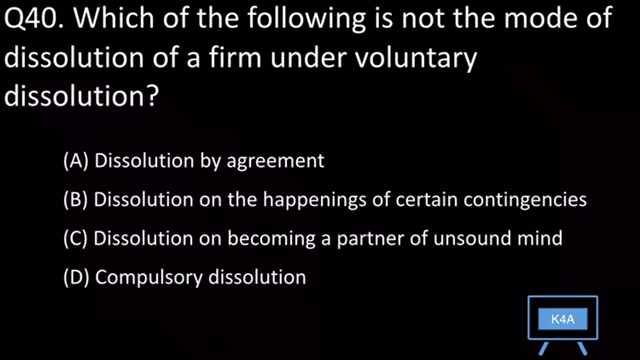 Q40. Which of the following is not the mode of
dissolution of a firm under voluntary
dissolution?
(A) Dissolution by agreement
(B) Dissolution on the happenings of certain contingencies
(C) Dissolution on becoming a partner of unsound mind
(D) Compulsory dissolution
K4A